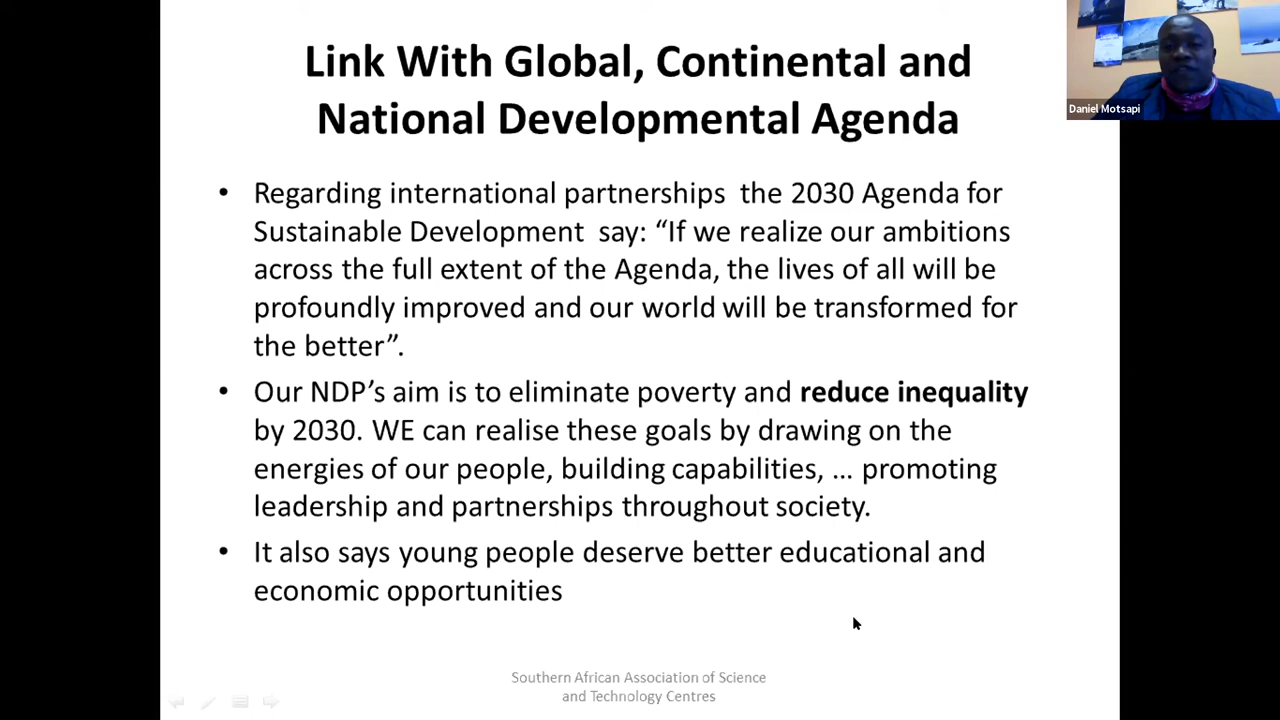 Link With Global, Continental and
National Developmental Agenda
Daniel Motsapi
• Regarding international partnerships the 2030 Agenda for
Sustainable Development say: “If we realize our ambitions
across the full extent of the Agenda, the lives of all will be
profoundly improved and our world will be transformed for
the better”.
• Our NDP’s aim is to eliminate poverty and reduce inequality
by 2030. WE can realise these goals by drawing on the
energies of our people, building capabilities, … promoting
leadership and partnerships throughout society.
• It also says young people deserve better educational and
economic opportunities
Southern African Association of Science
and Technology Centres